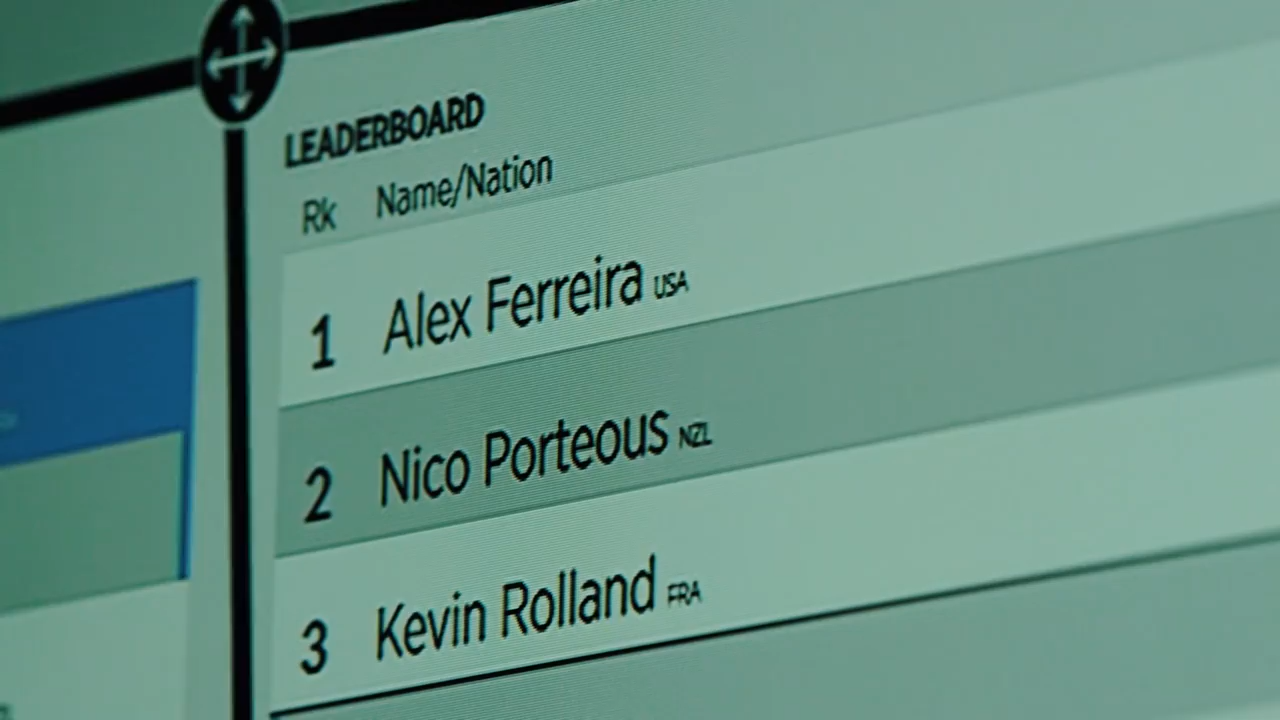 LEADERBOARD
Rk Name/Nation
1 Alex Ferreira USA
2 Nico Porteous NZL
3 Kevin Rolland FRA